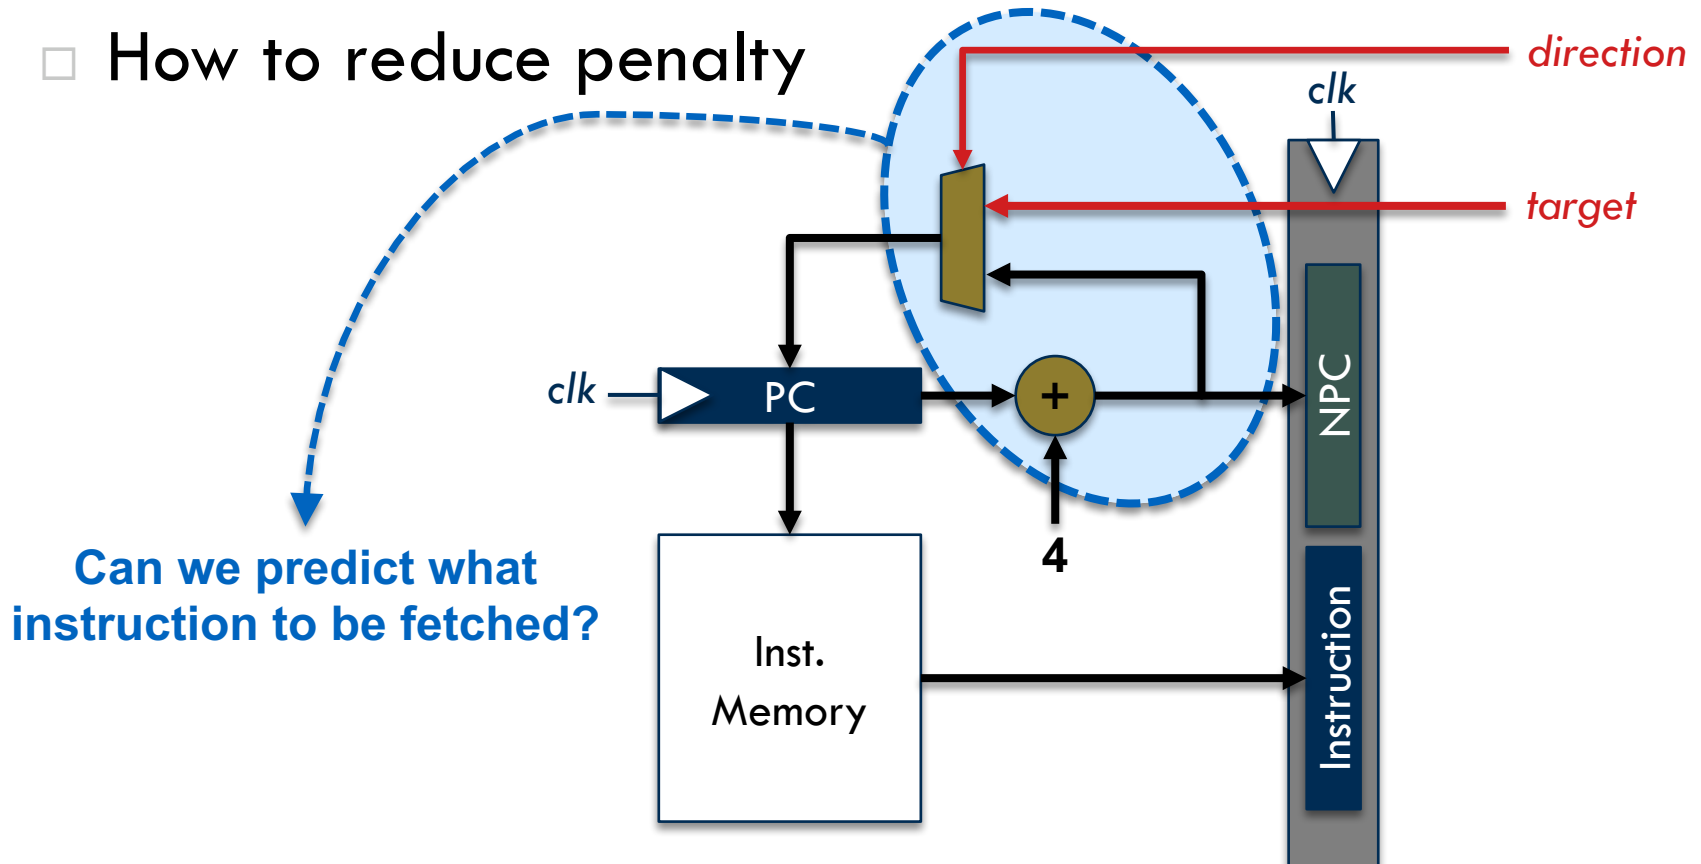 How to reduce penalty
direction
clk
target
clk
PC
+
NPC
4
Can we predict what
instruction to be fetched?
Inst.
Memory
Instruction